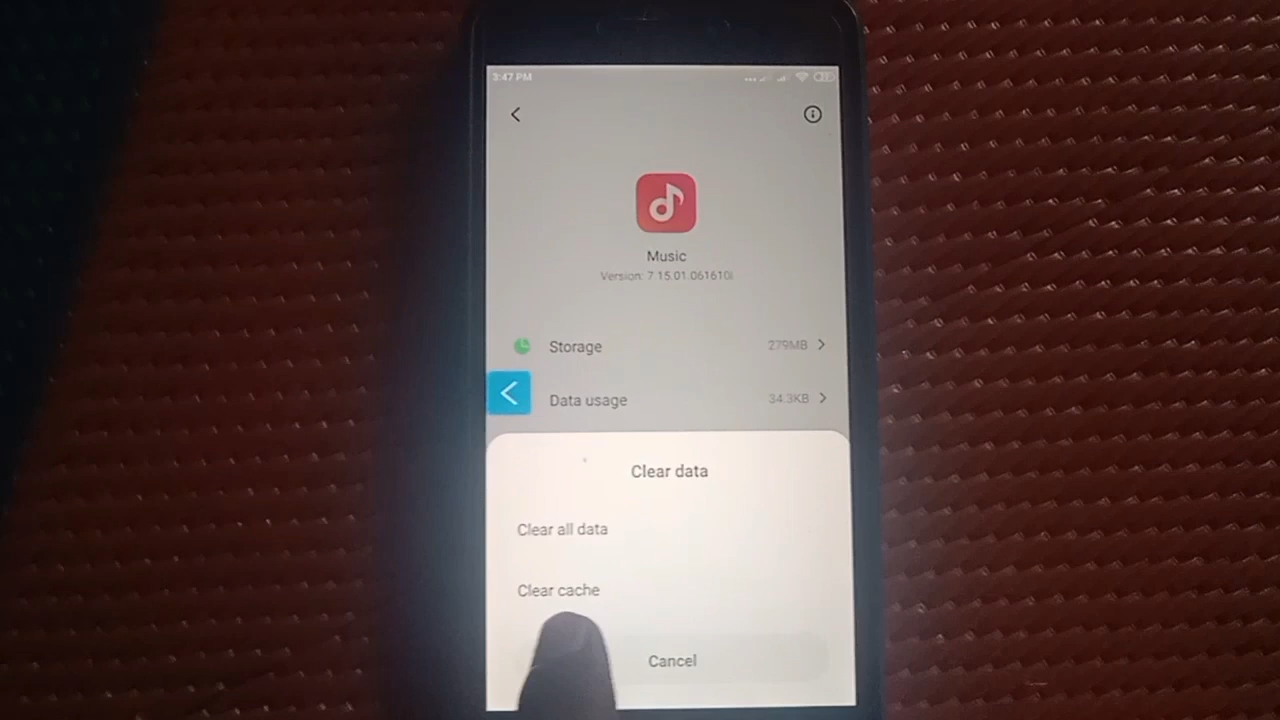 3:47 PM
Music
Version: 7.15.01.061610i
Storage 279MB
Data usage 34.3KB
Clear data
Clear all data
Clear cache
Cancel